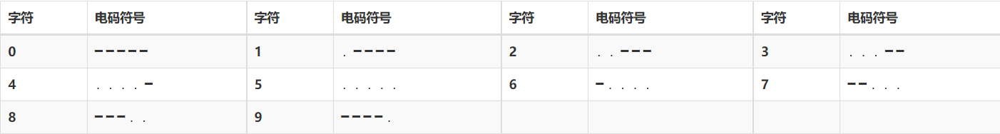 字符 电码符号 字符 电码符号 字符 电码符号 字符 电码符号
0 ━ ━ ━ ━ ━ 1 ．━ ━ ━ ━ 2 ．．━ ━ ━ 3 ．．．━ ━
4 ．．．．━ 5 ．．．．． 6 ━．．．． 7 ━ ━．．．
8 ━ ━ ━．． 9 ━ ━ ━ ━．